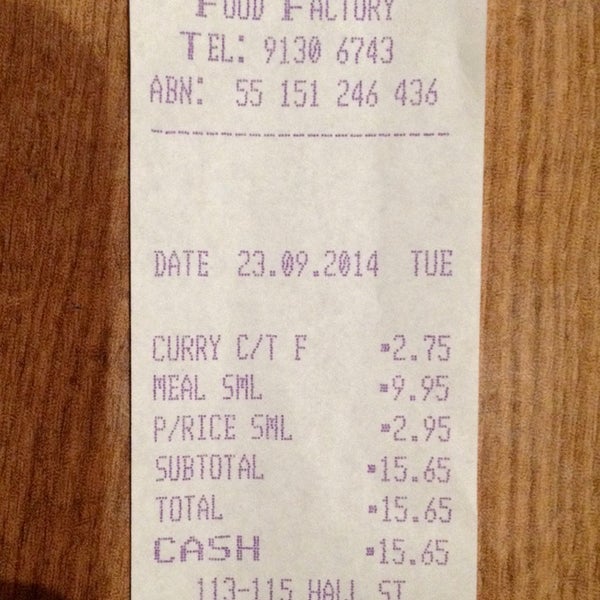 FOOD FACTORY
TEL: 9130 6743
ABN: 55 151 246 436
DATE 23.09.2014 TUE
CURRY C/T F 2.75
MEAL SML 9.95
P/RICE SML 2.95
SUBTOTAL 15.65
TOTAL 15.65
CASH 15.65
113-115 HALL ST